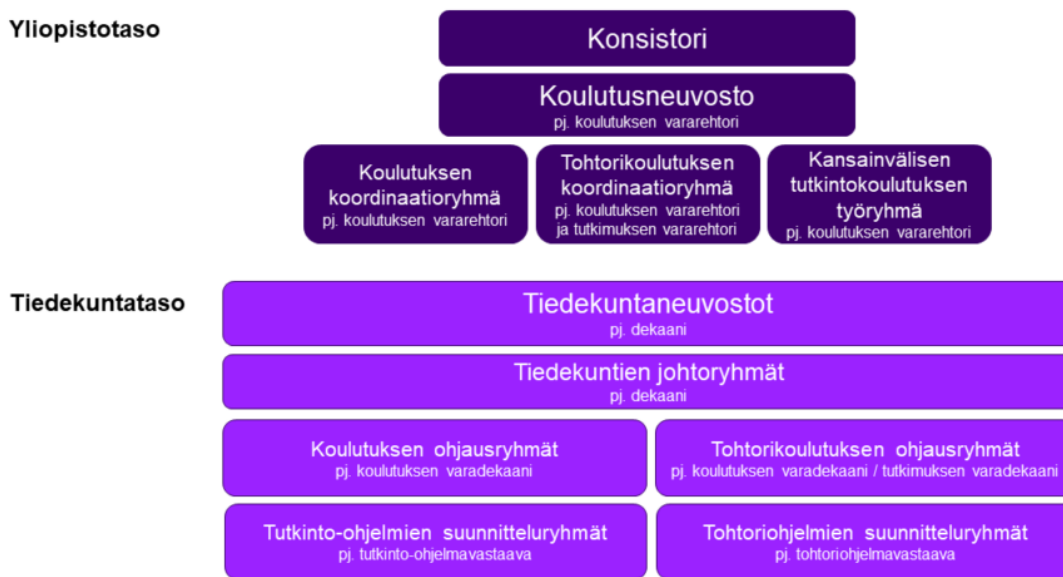 Yliopistotaso
Konsistori
Koulutusneuvosto
pj. koulutuksen vararehtori
Koulutuksen
koordinaatioryhmä
pj. koulutuksen vararehtori
Tohtorikoulutuksen
koordinaatioryhmä
pj. koulutuksen vararehtori
ja tutkimuksen vararehtori
Kansainvälisen
tutkintokoulutuksen
työryhmä
pj. koulutuksen vararehtori
Tiedekuntataso
Tiedekuntaneuvostot
pj. dekaani
Tiedekuntien johtoryhmät
pj. dekaani
Koulutuksen ohjausryhmät
pj. koulutuksen varadekaani
Tohtorikoulutuksen ohjausryhmät
pj. koulutuksen varadekaani / tutkimuksen varadekaani
Tutkinto-ohjelmien suunnitteluryhmät
pj. tutkinto-ohjelmavastaava
Tohtoriohjelmien suunnitteluryhmät
pj. tohtoriohjelmavastaava